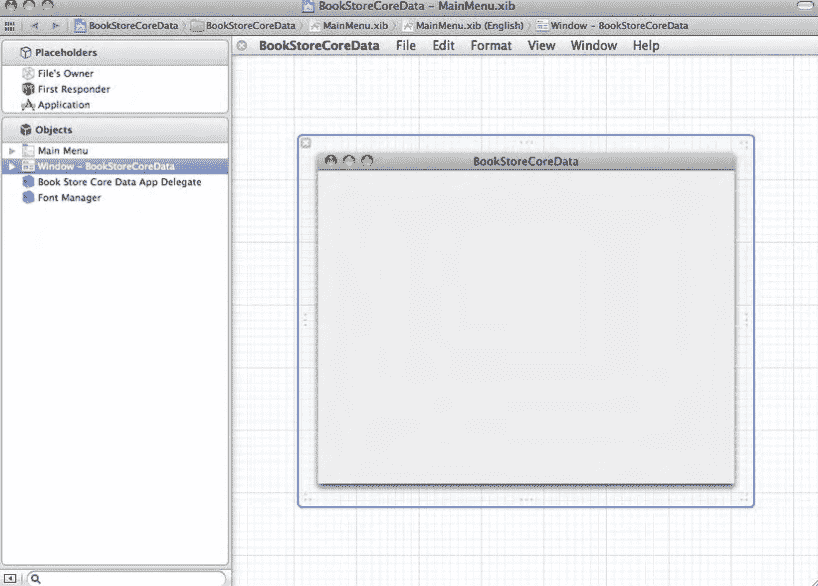 BookStoreCoreData – MainMenu.xib
BookStoreCoreData BookStoreCoreData MainMenu.xib MainMenu.xib (English) Window – BookStoreCoreData
Placeholders
File's Owner
First Responder
Application
Objects
Main Menu
Window – BookStoreCoreData
Book Store Core Data App Delegate
Font Manager
BookStoreCoreData File Edit Format View Window Help
BookStoreCoreData